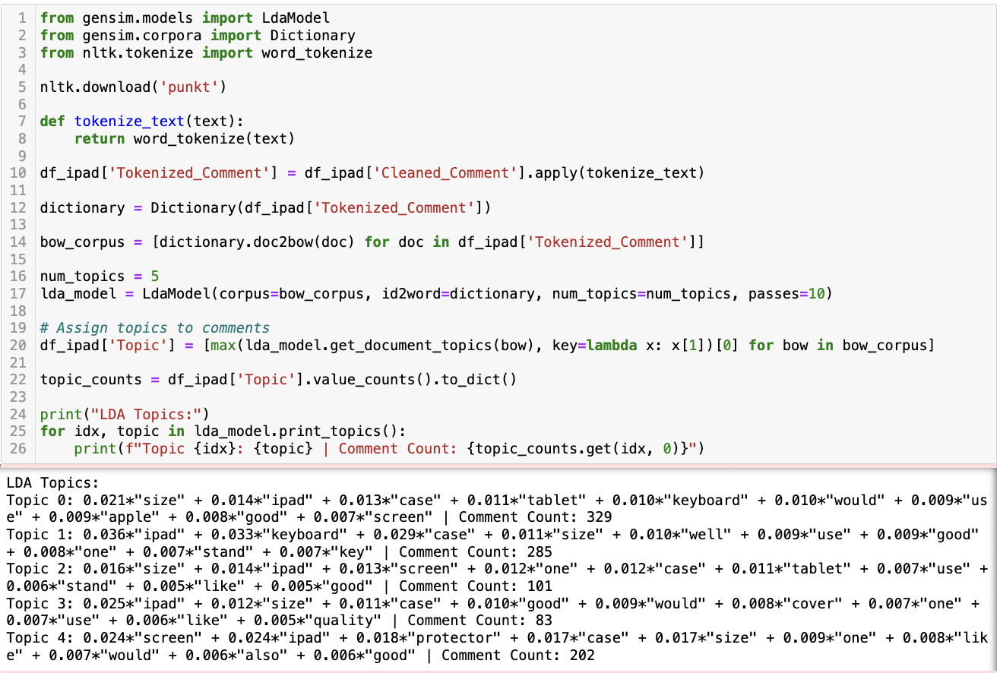 1 from gensim.models import LdaModel
2 from gensim.corpora import Dictionary
3 from nltk.tokenize import word_tokenize
4
5 nltk.download('punkt')
6
7 def tokenize_text(text):
8     return word_tokenize(text)
9
10 df_ipad['Tokenized_Comment'] = df_ipad['Cleaned_Comment'].apply(tokenize_text)
11
12 dictionary = Dictionary(df_ipad['Tokenized_Comment'])
13
14 bow_corpus = [dictionary.doc2bow(doc) for doc in df_ipad['Tokenized_Comment']]
15
16 num_topics = 5
17 lda_model = LdaModel(corpus=bow_corpus, id2word=dictionary, num_topics=num_topics, passes=10)
18
19 # Assign topics to comments
20 df_ipad['Topic'] = [max(lda_model.get_document_topics(bow), key=lambda x: x[1])[0] for bow in bow_corpus]
21
22 topic_counts = df_ipad['Topic'].value_counts().to_dict()
23
24 print("LDA Topics:")
25 for idx, topic in lda_model.print_topics():
26     print(f"Topic {idx}: {topic} | Comment Count: {topic_counts.get(idx, 0)}")
LDA Topics:
Topic 0: 0.021*"size" + 0.014*"ipad" + 0.013*"case" + 0.011*"tablet" + 0.010*"keyboard" + 0.010*"would" + 0.009*"us
e" + 0.009*"apple" + 0.008*"good" + 0.007*"screen" | Comment Count: 329
Topic 1: 0.036*"ipad" + 0.033*"keyboard" + 0.029*"case" + 0.011*"size" + 0.010*"well" + 0.009*"use" + 0.009*"good"
+ 0.008*"one" + 0.007*"stand" + 0.007*"key" | Comment Count: 285
Topic 2: 0.016*"size" + 0.014*"ipad" + 0.013*"screen" + 0.012*"one" + 0.012*"case" + 0.011*"tablet" + 0.007*"use" +
0.006*"stand" + 0.005*"like" + 0.005*"good" | Comment Count: 101
Topic 3: 0.025*"ipad" + 0.012*"size" + 0.011*"case" + 0.010*"good" + 0.009*"would" + 0.008*"cover" + 0.007*"one" +
0.007*"use" + 0.006*"like" + 0.005*"quality" | Comment Count: 83
Topic 4: 0.024*"screen" + 0.024*"ipad" + 0.018*"protector" + 0.017*"case" + 0.017*"size" + 0.009*"one" + 0.008*"lik
e" + 0.007*"would" + 0.006*"also" + 0.006*"good" | Comment Count: 202